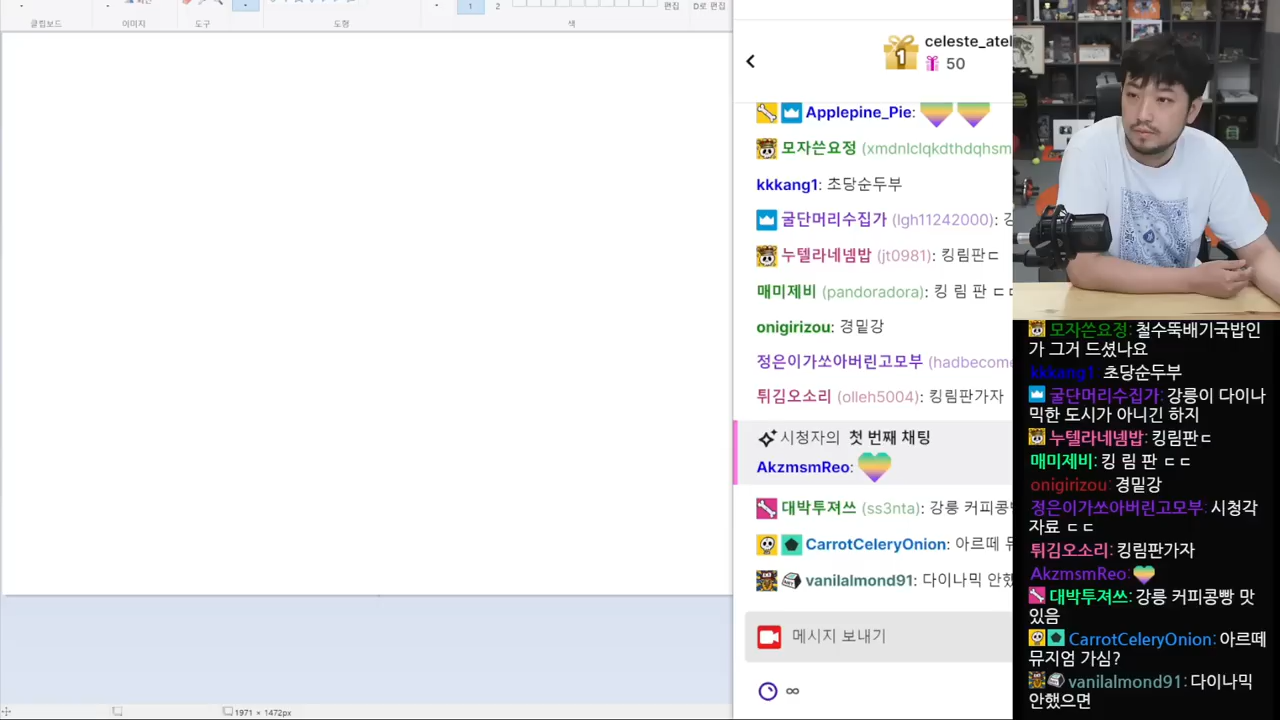 클립보드
이미지
도구
도형
1
2
색
편집
D로 편집
1971 × 1472px
1
celeste_atel
50
Applepine_Pie:
모자쓴요정 (xmdnlclqkdthdqhsm
kkkang1: 초당순두부
굴단머리수집가 (lgh11242000): 강
누텔라네넴밥 (jt0981): 킹림판ㄷ
매미제비 (pandoradora): 킹 림 판 ㄷㄷ
onigirizou: 경밑강
정은이가쏘아버린고모부 (hadbecome
튀김오소리 (olleh5004): 킹림판가자
시청자의 첫 번째 채팅
AkzmsmReo:
대박투져쓰 (ss3nta): 강릉 커피콩빵
CarrotCeleryOnion: 아르떼 뮤
vanilalmond91: 다이나믹 안했
메시지 보내기
∞
모자쓴요정: 철수뚝배기국밥인
가 그거 드셨나요
kkkang1: 초당순두부
굴단머리수집가: 강릉이 다이나
믹한 도시가 아니긴 하지
누텔라네넴밥: 킹림판ㄷ
매미제비: 킹 림 판 ㄷㄷ
onigirizou: 경밑강
정은이가쏘아버린고모부: 시청각
자료 ㄷㄷ
튀김오소리: 킹림판가자
AkzmsmReo:
대박투져쓰: 강릉 커피콩빵 맛
있음
CarrotCeleryOnion: 아르떼
뮤지엄 가심?
vanilalmond91: 다이나믹
안했으면